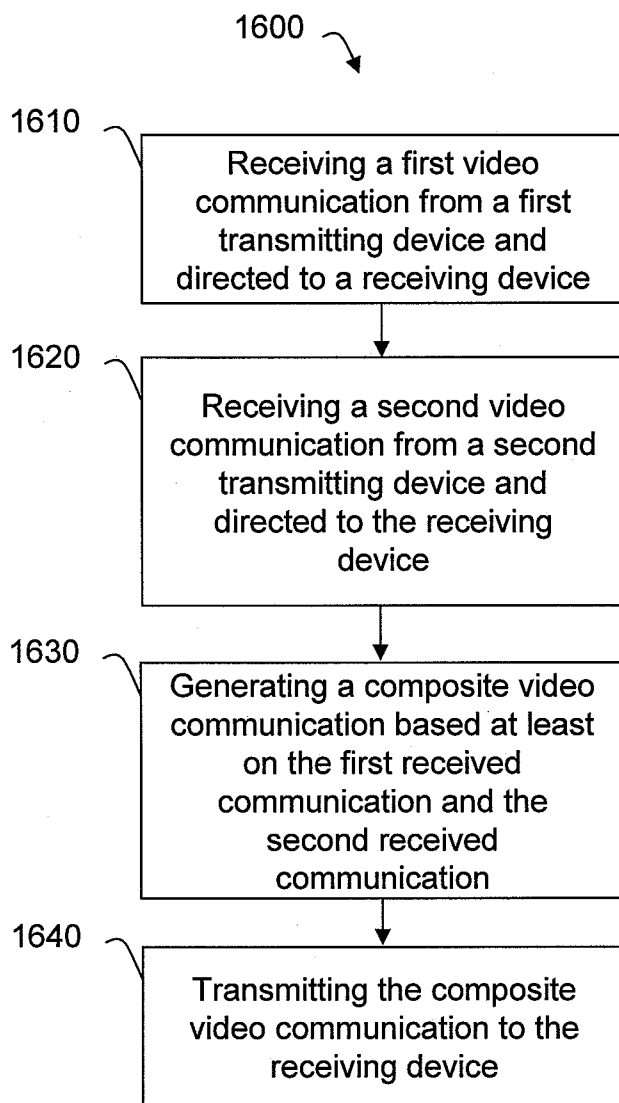 1600
1610
Receiving a first video
communication from a first
transmitting device and
directed to a receiving device
1620
Receiving a second video
communication from a second
transmitting device and
directed to the receiving
device
1630
Generating a composite video
communication based at least
on the first received
communication and the
second received
communication
1640
Transmitting the composite
video communication to the
receiving device